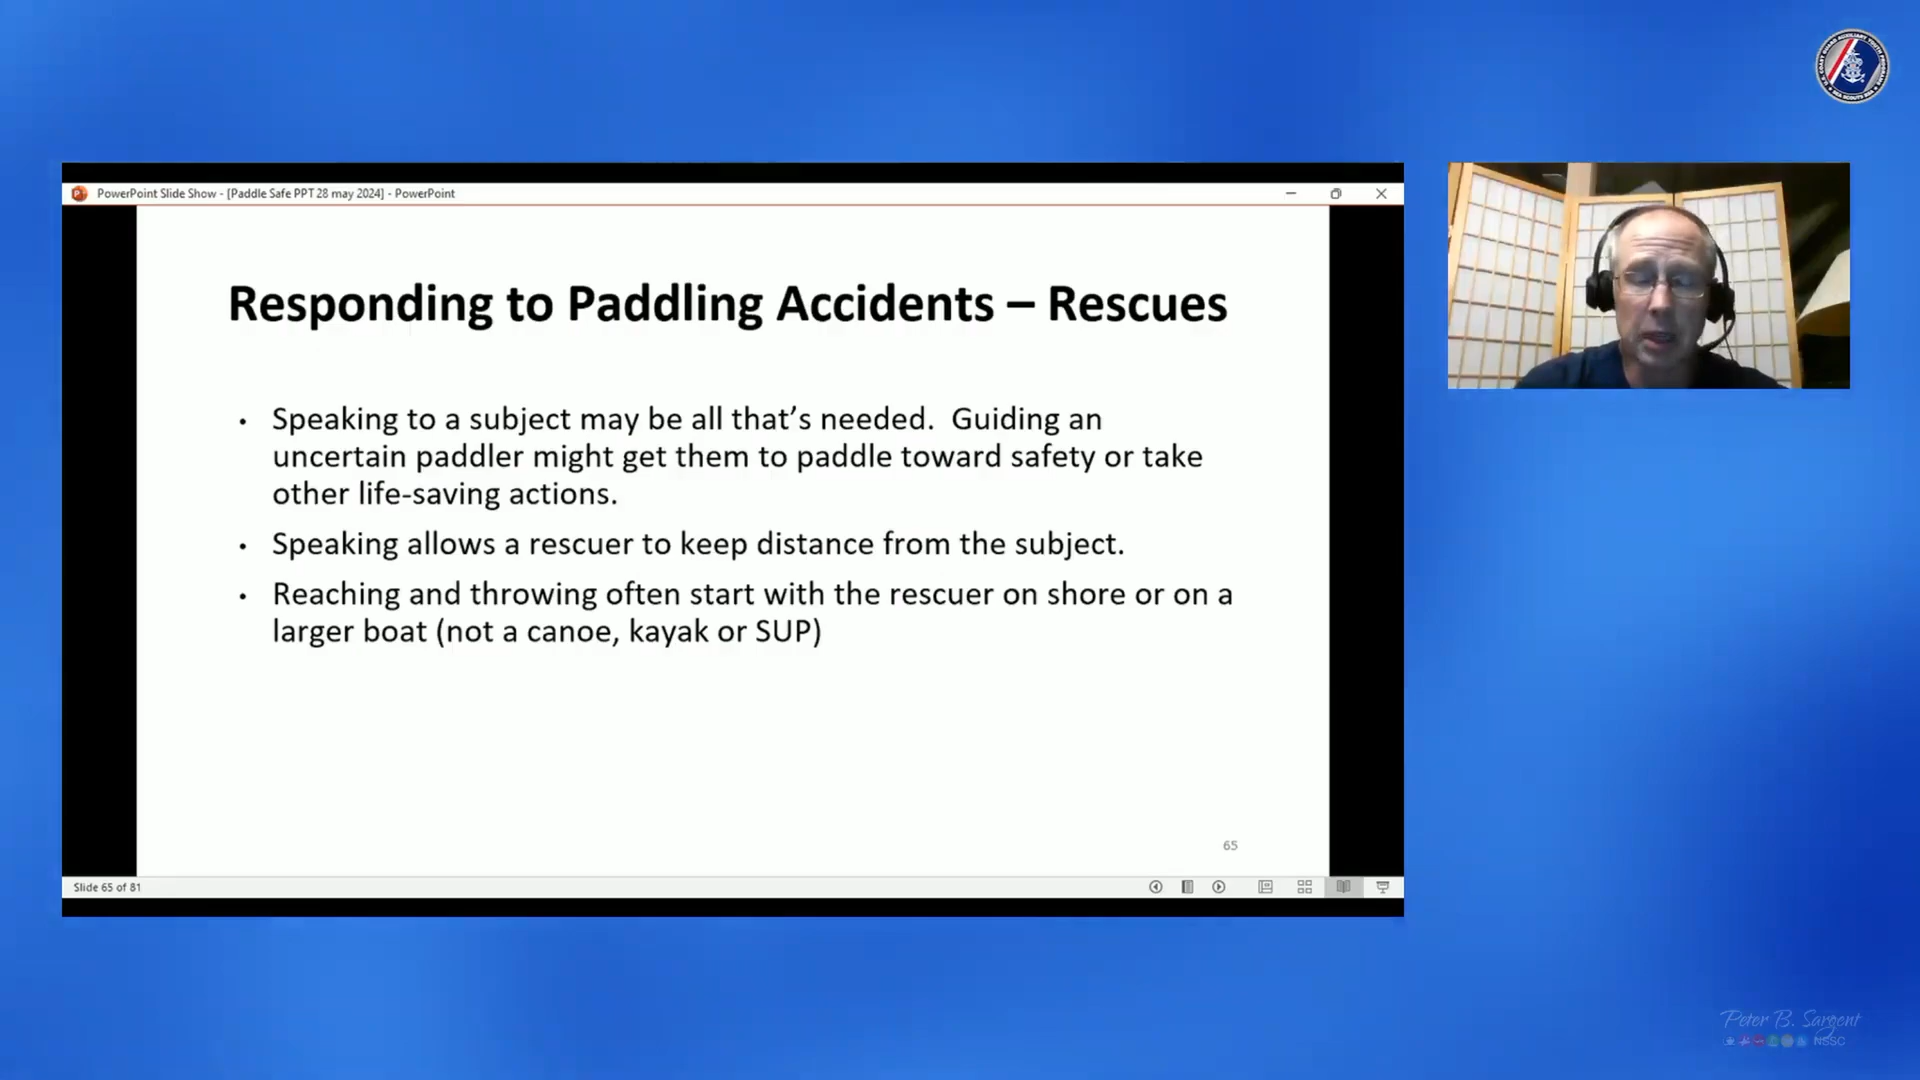 PowerPoint Slide Show - [Paddle Safe PPT 28 may 2024] - PowerPoint
Responding to Paddling Accidents – Rescues
• Speaking to a subject may be all that’s needed.  Guiding an
uncertain paddler might get them to paddle toward safety or take
other life-saving actions.
• Speaking allows a rescuer to keep distance from the subject.
• Reaching and throwing often start with the rescuer on shore or on a
larger boat (not a canoe, kayak or SUP)
65
Slide 65 of 81
Peter B. Sargent
NSSC